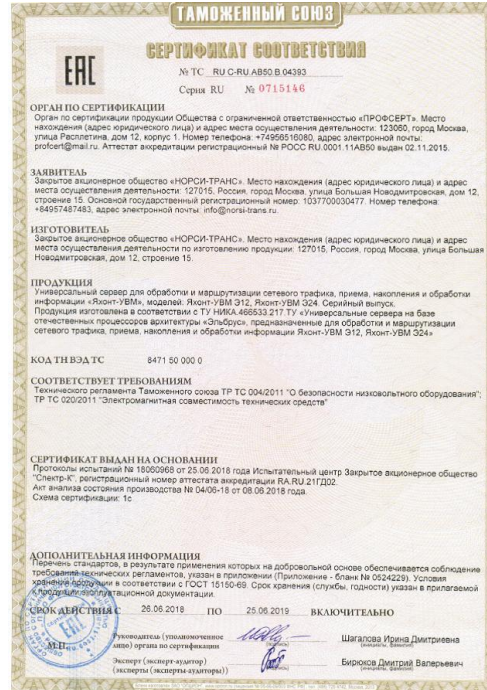 ТАМОЖЕННЫЙ СОЮЗ
СЕРТИФИКАТ СООТВЕТСТВИЯ
ЕАС
№ ТС RU C-RU.АВ50.В.04393
Серия RU № 0715146
ОРГАН ПО СЕРТИФИКАЦИИ
Орган по сертификации продукции Общества с ограниченной ответственностью «ПРОФСЕРТ». Место
нахождения (адрес юридического лица) и адрес места осуществления деятельности: 123060, город Москва,
улица Расплетина, дом 12, корпус 1. Номер телефона: +74956516080, адрес электронной почты:
profcert@mail.ru. Аттестат аккредитации регистрационный № РОСС RU.0001.11АВ50 выдан 02.11.2015.
ЗАЯВИТЕЛЬ
Закрытое акционерное общество «НОРСИ-ТРАНС». Место нахождения (адрес юридического лица) и адрес
места осуществления деятельности: 127015, Россия, город Москва, улица Большая Новодмитровская, дом 12,
строение 15. Основной государственный регистрационный номер: 1037700030477. Номер телефона:
+84957487483, адрес электронной почты: info@norsi-trans.ru.
ИЗГОТОВИТЕЛЬ
Закрытое акционерное общество «НОРСИ-ТРАНС». Место нахождения (адрес юридического лица) и адрес
места осуществления деятельности по изготовлению продукции: 127015, Россия, город Москва, улица Большая
Новодмитровская, дом 12, строение 15.
ПРОДУКЦИЯ
Универсальный сервер для обработки и маршрутизации сетевого трафика, приема, накопления и обработки
информации «Яхонт-УВМ», моделей: Яхонт-УВМ Э12, Яхонт-УВМ Э24. Серийный выпуск.
Продукция изготовлена в соответствии с ТУ НИКА.466533.217.ТУ «Универсальные сервера на базе
отечественных процессоров архитектуры «Эльбрус», предназначенные для обработки и маршрутизации
сетевого трафика, приема, накопления и обработки информации Яхонт-УВМ Э12, Яхонт-УВМ Э24»
КОД ТН ВЭД ТС 8471 50 000 0
СООТВЕТСТВУЕТ ТРЕБОВАНИЯМ
Технического регламента Таможенного союза ТР ТС 004/2011 "О безопасности низковольтного оборудования";
ТР ТС 020/2011 "Электромагнитная совместимость технических средств"
СЕРТИФИКАТ ВЫДАН НА ОСНОВАНИИ
Протоколы испытаний № 18060968 от 25.06.2018 года Испытательный центр Закрытое акционерное общество
"Спектр-К", регистрационный номер аттестата аккредитации RA.RU.21ГД02.
Акт анализа состояния производства № 04/06-18 от 08.06.2018 года.
Схема сертификации: 1с
ДОПОЛНИТЕЛЬНАЯ ИНФОРМАЦИЯ
Перечень стандартов, в результате применения которых на добровольной основе обеспечивается соблюдение
требований технических регламентов, указан в приложении (Приложение - бланк № 0524229). Условия
хранения продукции в соответствии с ГОСТ 15150-69. Срок хранения (службы, годности) указан в прилагаемой
к продукции эксплуатационной документации.
СРОК ДЕЙСТВИЯ С 26.06.2018 ПО 25.06.2019 ВКЛЮЧИТЕЛЬНО
Руководитель (уполномоченное
лицо) органа по сертификации
Шагалова Ирина Дмитриевна
(инициалы, фамилия)
М.П.
Эксперт (эксперт-аудитор)
(эксперты (эксперты-аудиторы))
Бирюков Дмитрий Валерьевич
(инициалы, фамилия)